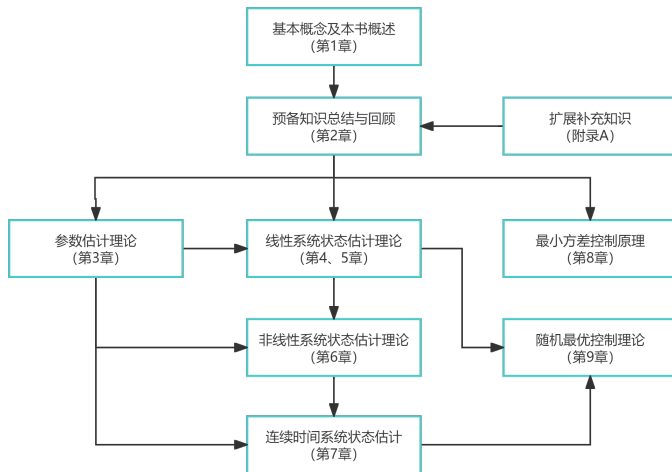 基本概念及本书概述
（第1章）
预备知识总结与回顾
（第2章）
扩展补充知识
（附录A）
参数估计理论
（第3章）
线性系统状态估计理论
（第4、5章）
最小方差控制原理
（第8章）
非线性系统状态估计理论
（第6章）
随机最优控制理论
（第9章）
连续时间系统状态估计
（第7章）